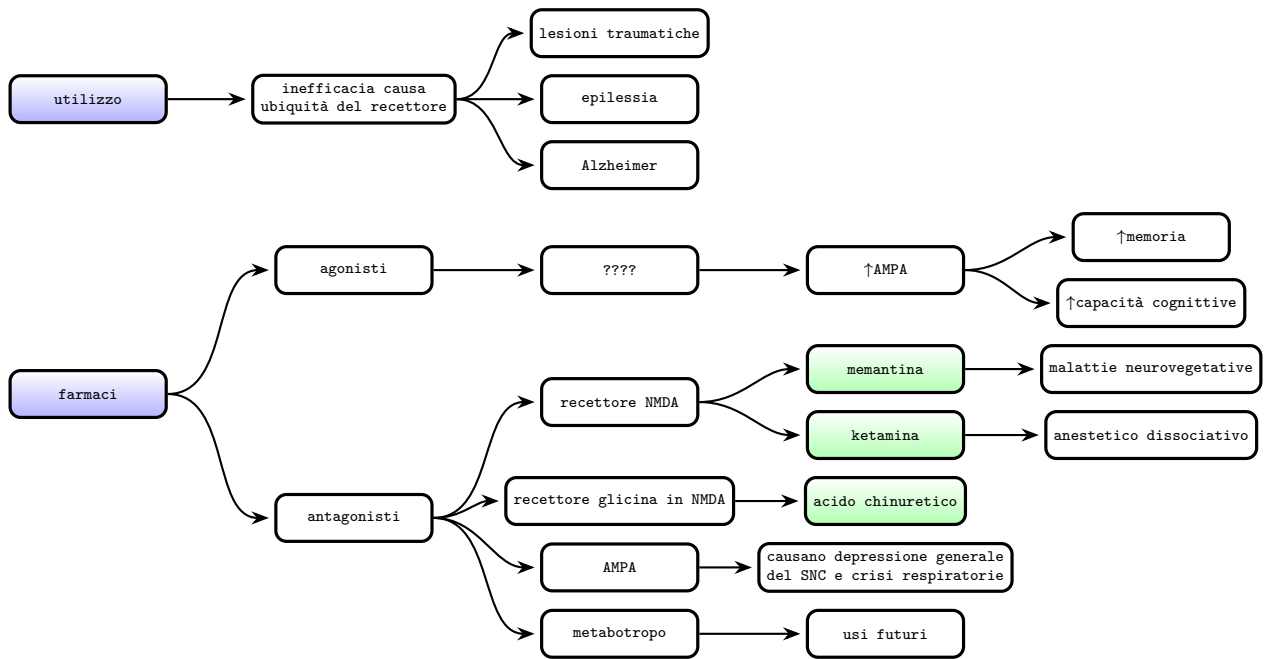 lesioni traumatiche
utilizzo
inefficacia causa
ubiquità del recettore
epilessia
Alzheimer
↑memoria
agonisti
????
↑AMPA
↑capacità cognittive
farmaci
memantina
malattie neurovegetative
recettore NMDA
ketamina
anestetico dissociativo
antagonisti
recettore glicina in NMDA
acido chinuretico
AMPA
causano depressione generale
del SNC e crisi respiratorie
metabotropo
usi futuri